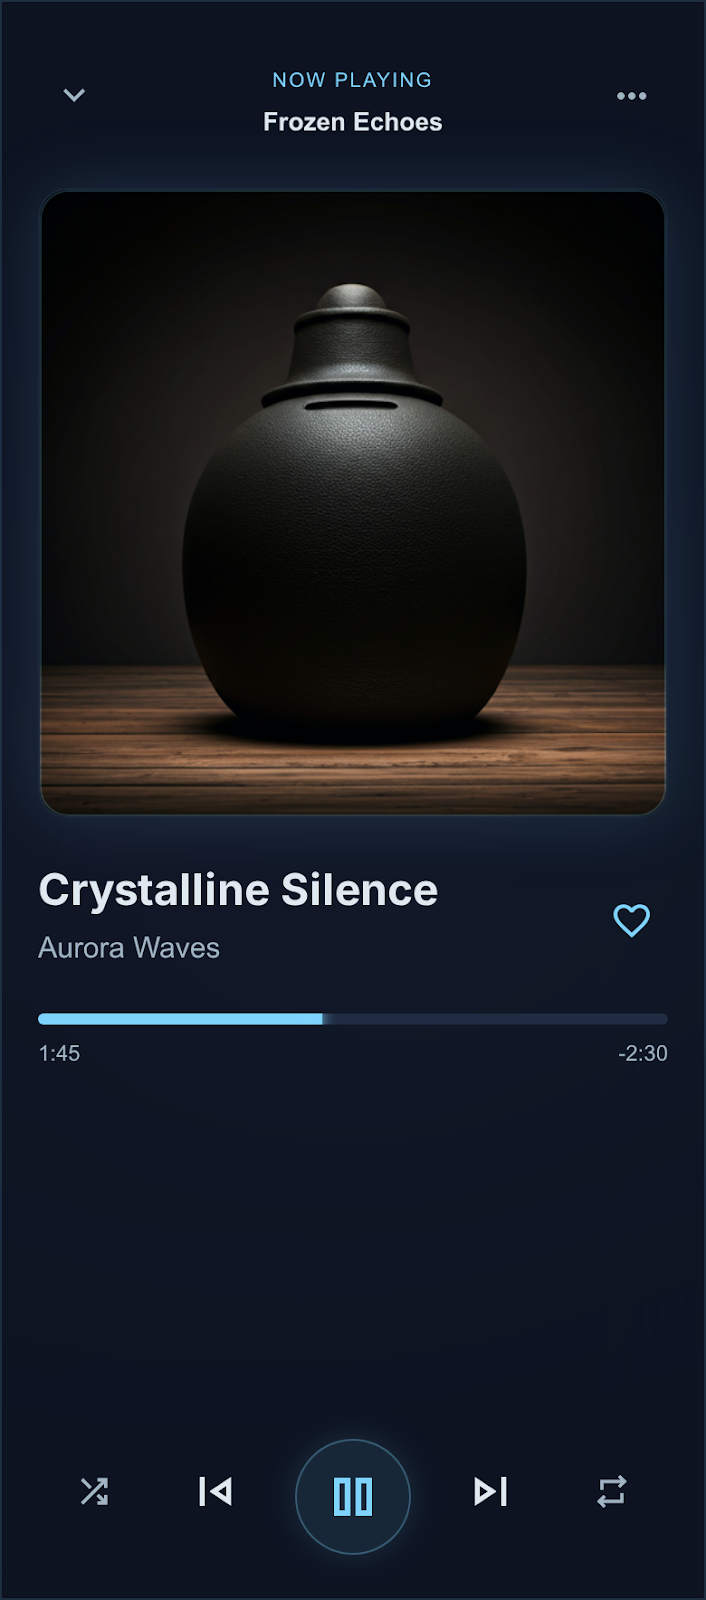 NOW PLAYING
Frozen Echoes
Crystalline Silence
Aurora Waves
1:45
-2:30